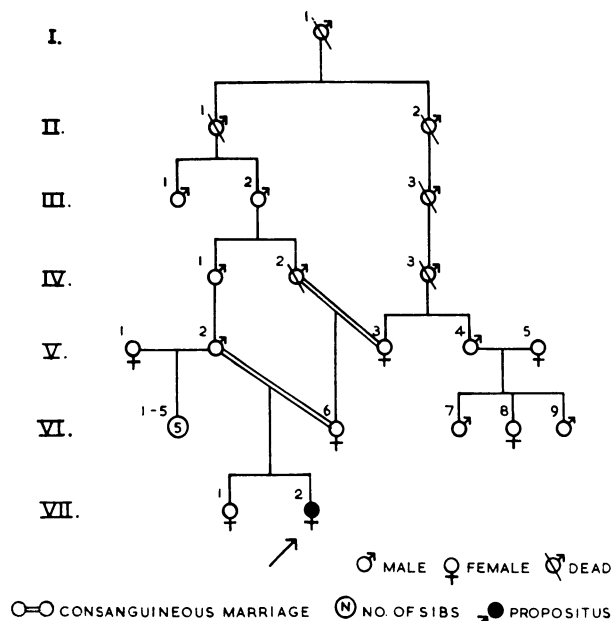 I. 1
II. 1 2
III. 1 2 3
IV. 1 2 3
V. 1 2 3 4 5
VI. 1-5 5 6 7 8 9
VII. 1 2
MALE FEMALE DEAD
CONSANGUINEOUS MARRIAGE N NO. OF SIBS PROPOSITUS